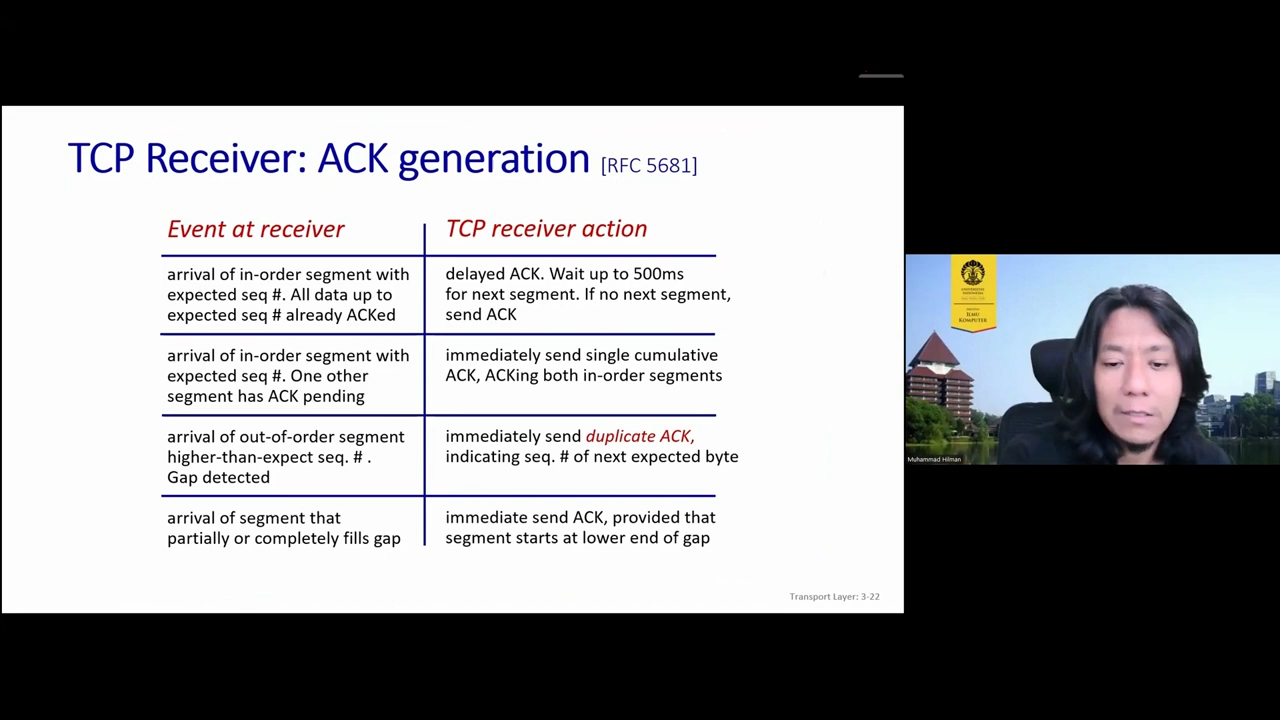 TCP Receiver: ACK generation [RFC 5681]
Event at receiver
TCP receiver action
arrival of in-order segment with
expected seq #. All data up to
expected seq # already ACKed
delayed ACK. Wait up to 500ms
for next segment. If no next segment,
send ACK
arrival of in-order segment with
expected seq #. One other
segment has ACK pending
immediately send single cumulative
ACK, ACKing both in-order segments
arrival of out-of-order segment
higher-than-expect seq. # .
Gap detected
immediately send duplicate ACK,
indicating seq. # of next expected byte
arrival of segment that
partially or completely fills gap
immediate send ACK, provided that
segment starts at lower end of gap
Transport Layer: 3-22
UNIVERSITAS
INDONESIA
ILMU
KOMPUTER
Muhammad Hilman